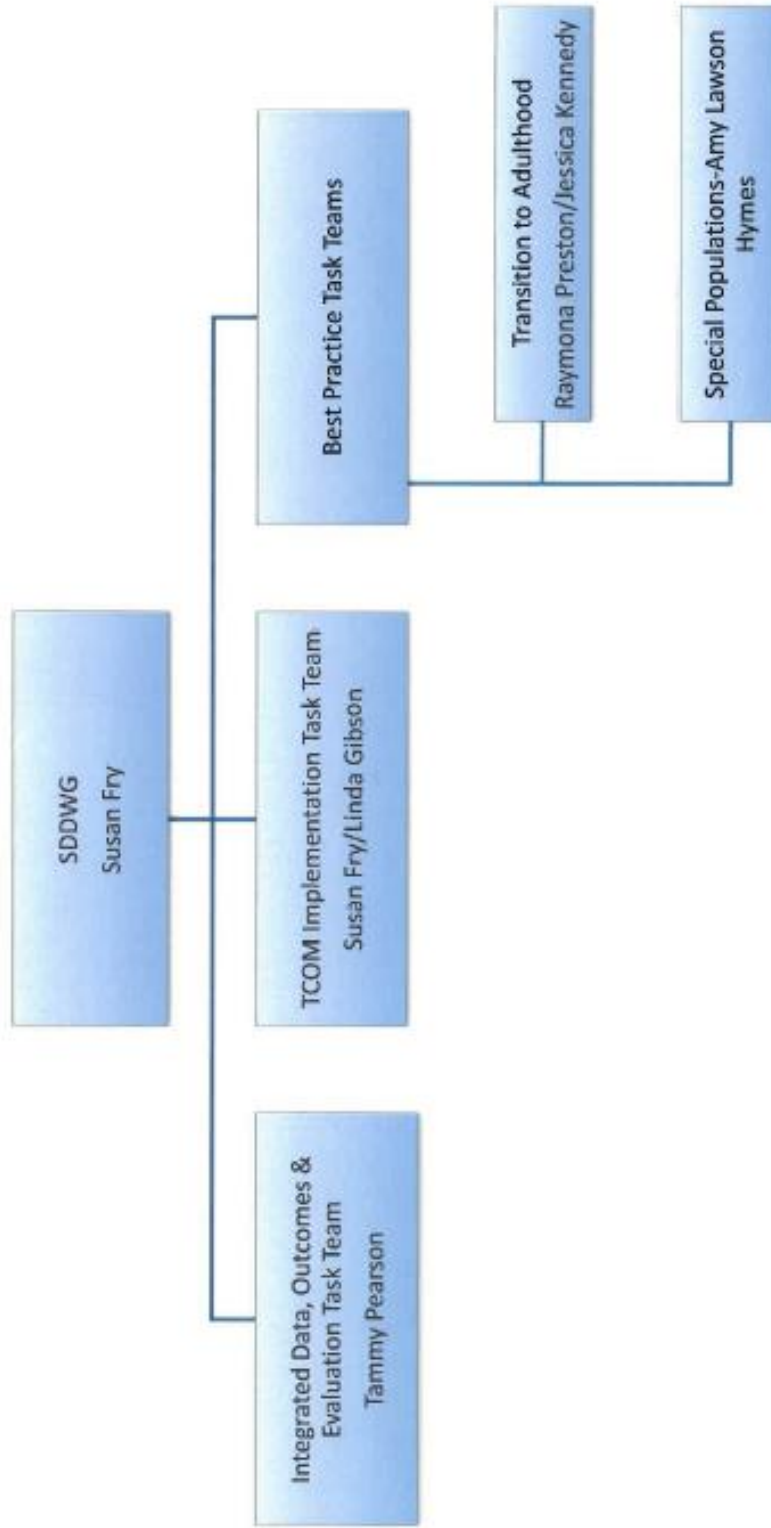 SDDWG
Susan Fry
Integrated Data, Outcomes &
Evaluation Task Team
Tammy Pearson
TCOM Implementation Task Team
Susan Fry/Linda Gibson
Best Practice Task Teams
Transition to Adulthood
Raymona Preston/Jessica Kennedy
Special Populations-Amy Lawson
Hymes